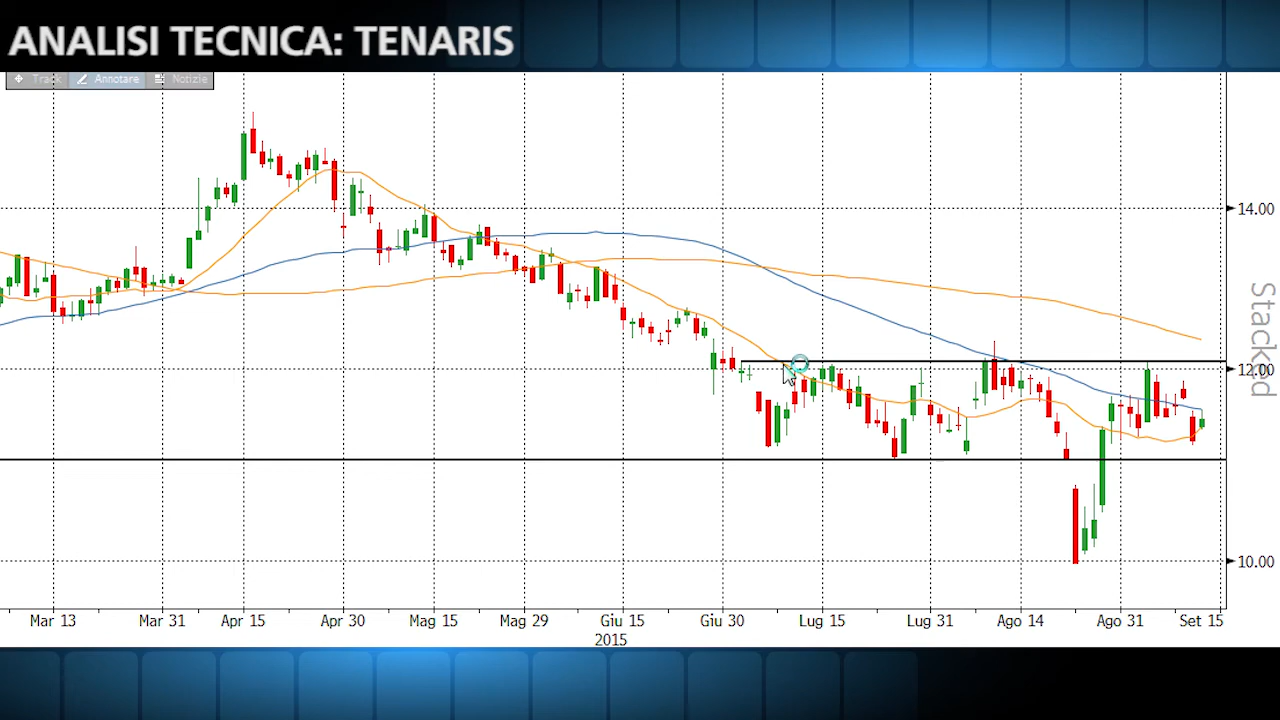 ANALISI TECNICA: TENARIS
Track Annotare Notizie
14.00
12.00
10.00
Mar 13 Mar 31 Apr 15 Apr 30 Mag 15 Mag 29 Giu 15 Giu 30 Lug 15 Lug 31 Ago 14 Ago 31 Set 15
2015